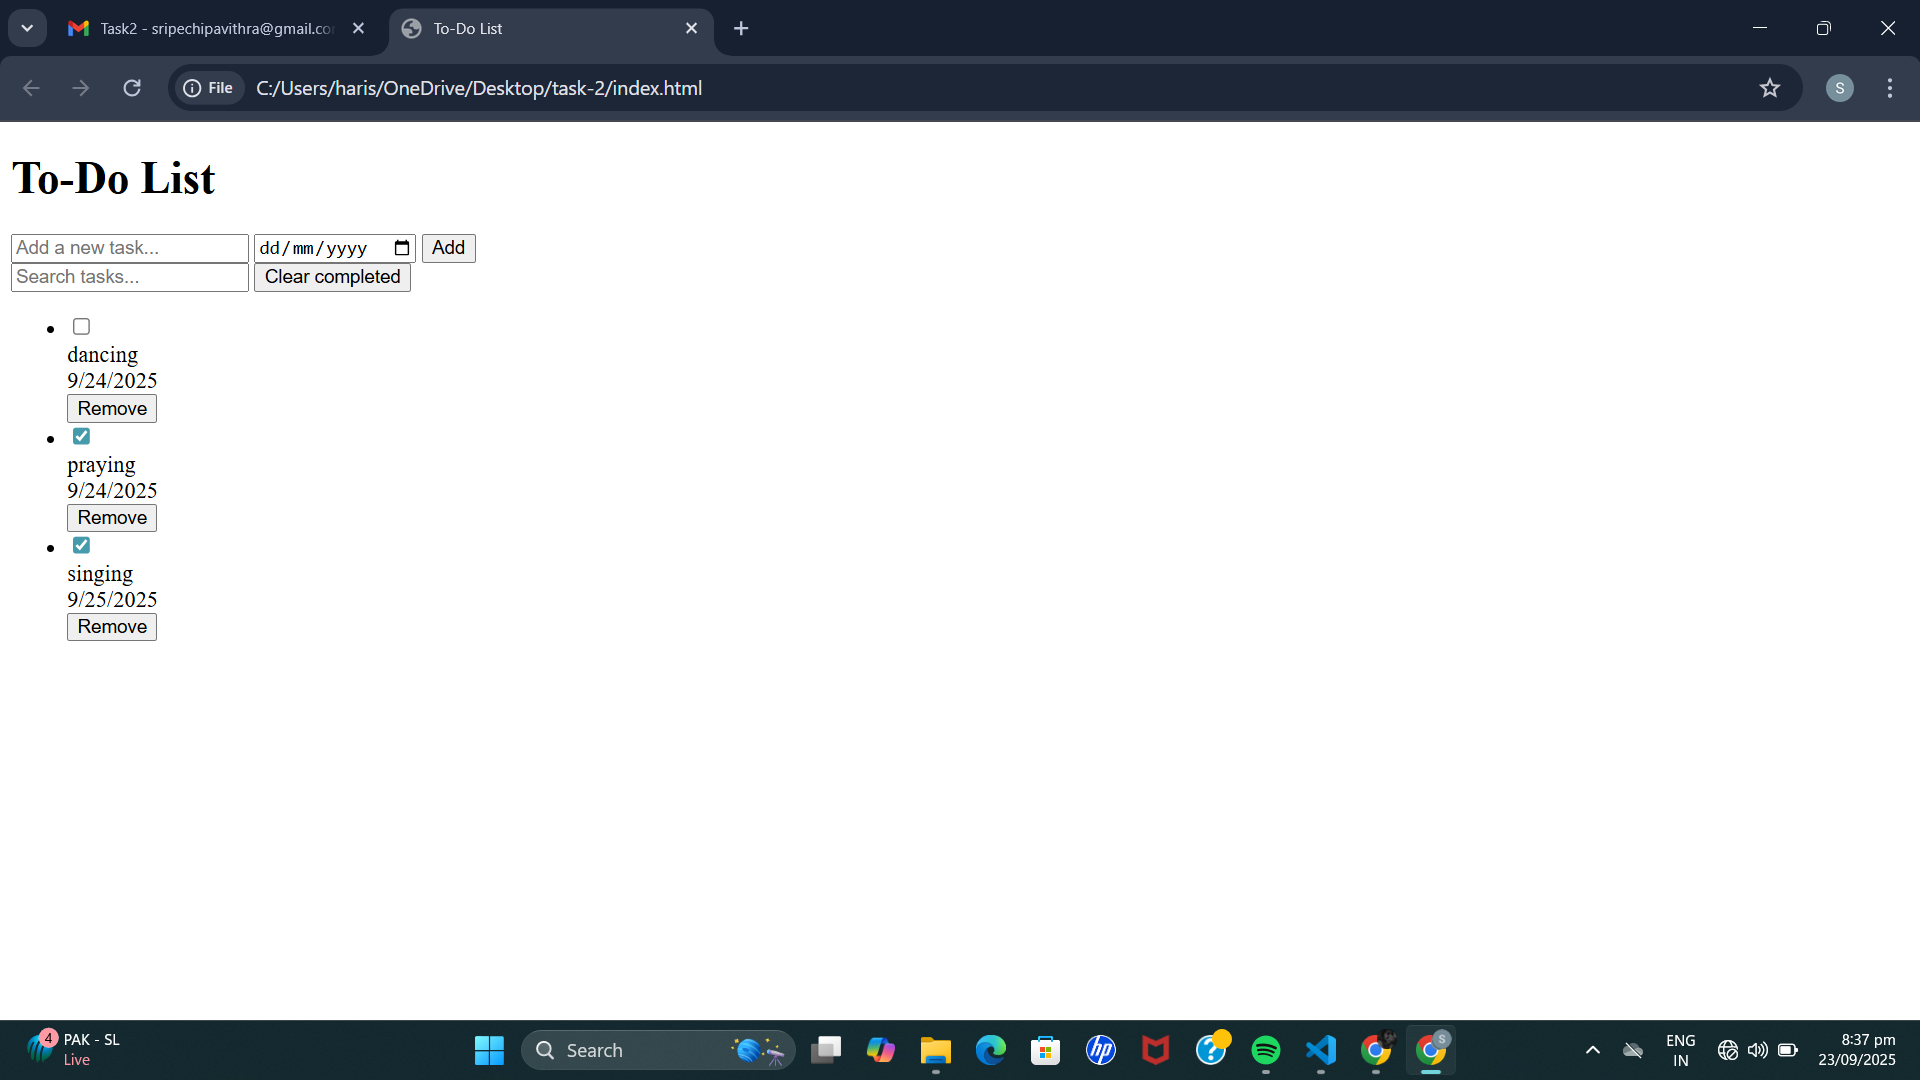 Task2 - sripechipavithra@gmail.co
To-Do List
File
C:/Users/haris/OneDrive/Desktop/task-2/index.html
S
To-Do List
Add a new task...
dd/mm/yyyy
Add
Search tasks...
Clear completed
dancing
9/24/2025
Remove
praying
9/24/2025
Remove
singing
9/25/2025
Remove
4
PAK - SL
Live
Search
hp
?
S
ENG
IN
8:37 pm
23/09/2025